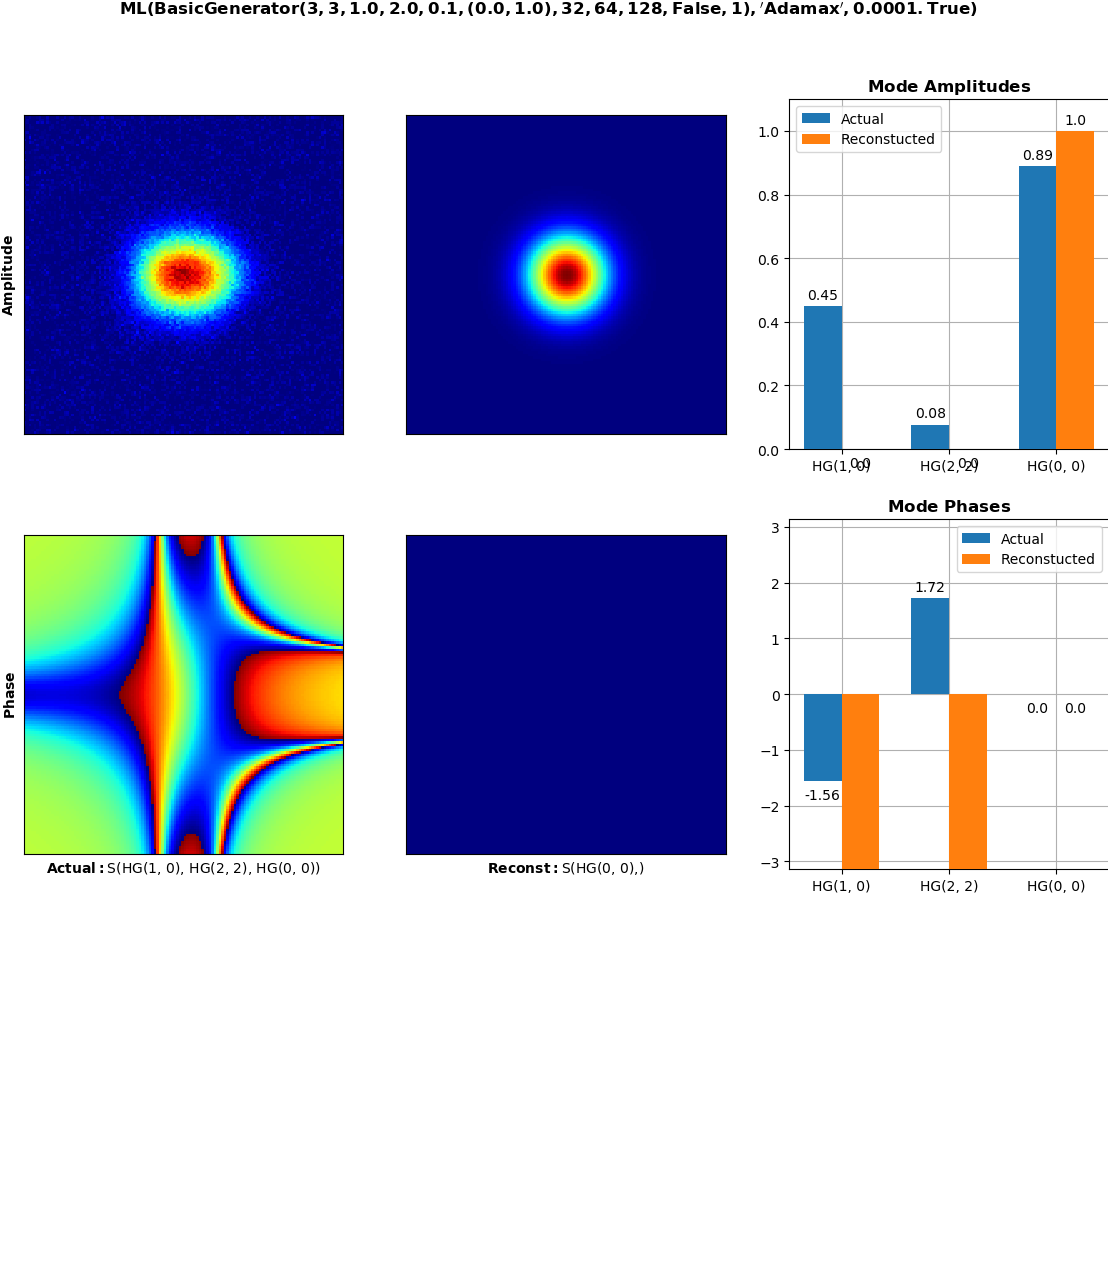 ML(BasicGenerator(3, 3, 1.0, 2.0, 0.1, (0.0, 1.0), 32, 64, 128, False, 1), 'Adamax', 0.0001. True)
Amplitude
Mode Amplitudes
Actual
Reconstucted
1.0
0.8
0.6
0.4
0.2
0.0
0.45
0.0
0.08
0.0
0.89
1.0
HG(1, 0)
HG(2, 2)
HG(0, 0)
Phase
Actual: S(HG(1, 0), HG(2, 2), HG(0, 0))
Reconst: S(HG(0, 0),)
Mode Phases
Actual
Reconstucted
3
2
1
0
−1
−2
−3
-1.56
1.72
0.0
0.0
HG(1, 0)
HG(2, 2)
HG(0, 0)